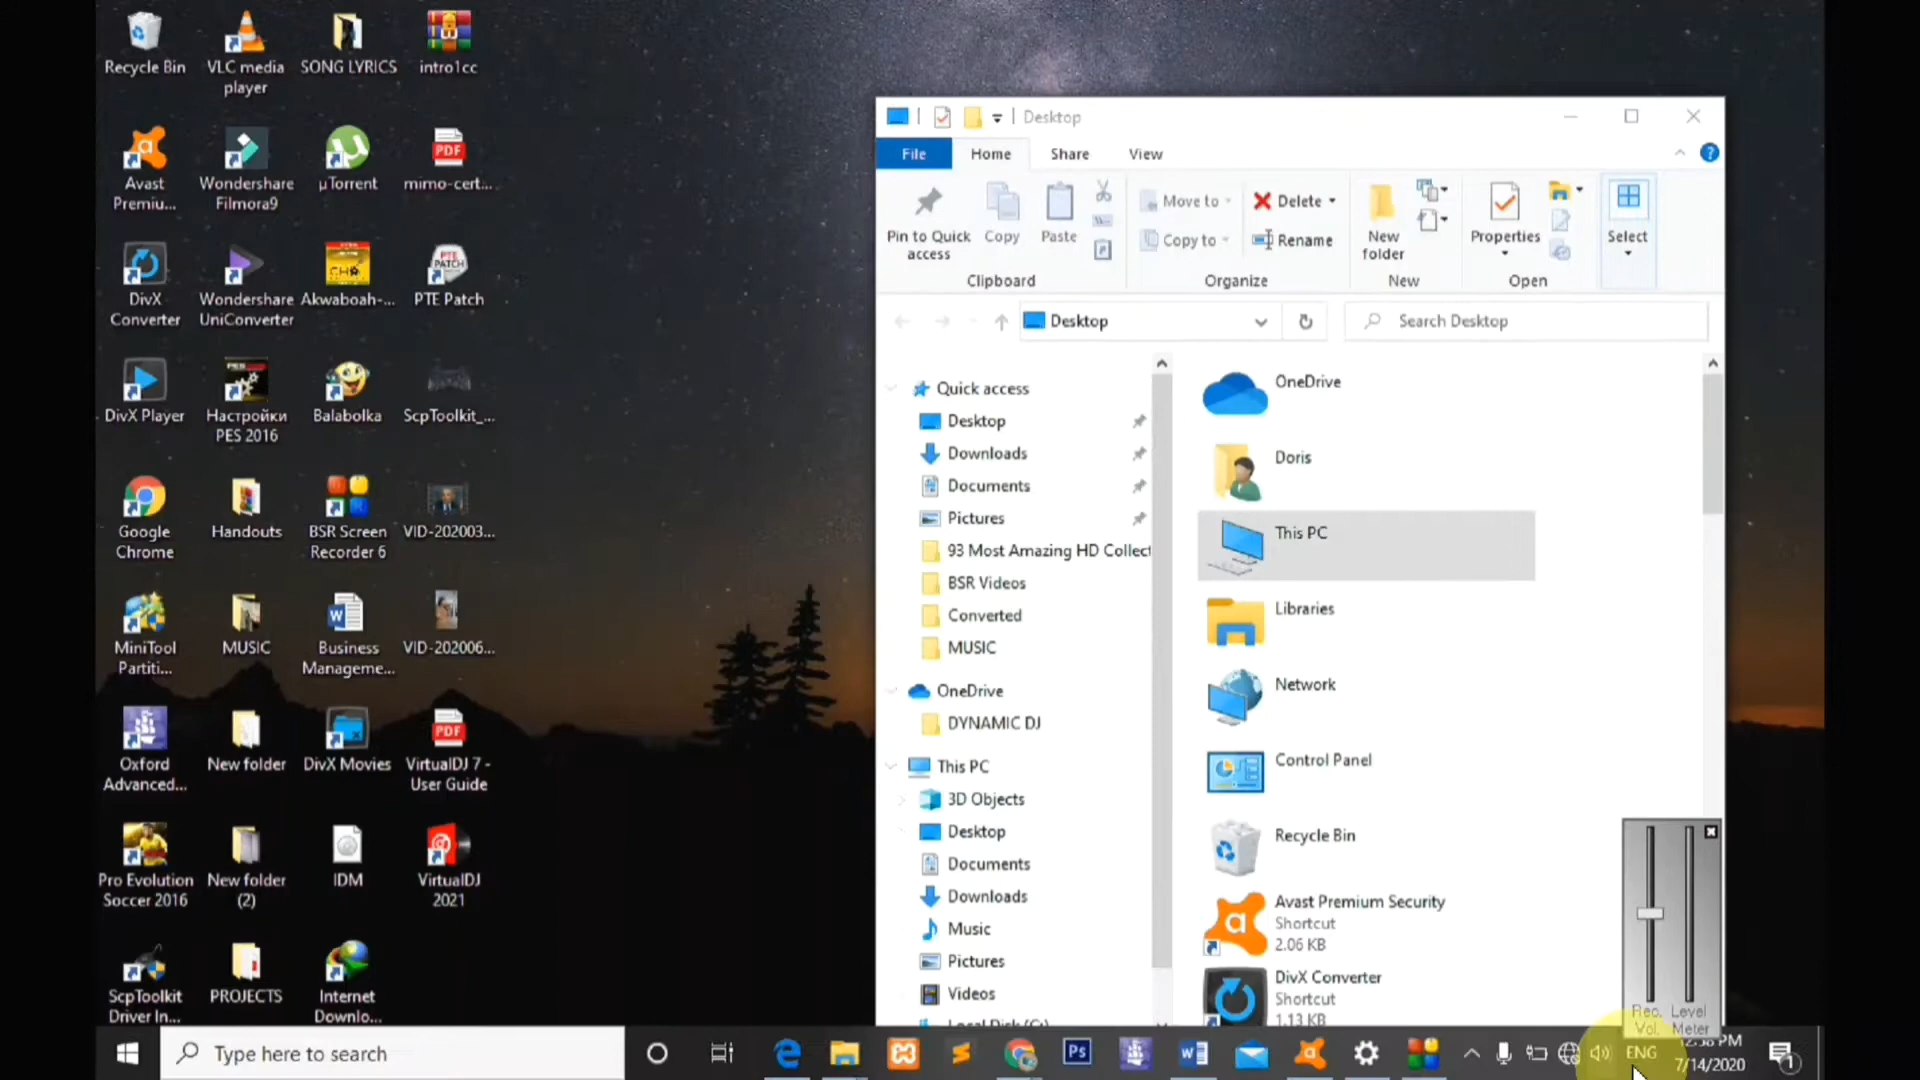 Recycle Bin
VLC media
player
SONG LYRICS
intro1cc
Avast
Premiu...
Wondershare
Filmora9
µTorrent
mimo-cert...
DivX
Converter
Wondershare
UniConverter
Akwaboah-...
PTE Patch
DivX Player
Настройки
PES 2016
Balabolka
ScpToolkit_...
Google
Chrome
Handouts
BSR Screen
Recorder 6
VID-202003...
MiniTool
Partiti...
MUSIC
Business
Manageme...
VID-202006...
Oxford
Advanced...
New folder
DivX Movies
VirtualDJ 7 -
User Guide
Pro Evolution
Soccer 2016
New folder
(2)
IDM
VirtualDJ
2021
ScpToolkit
Driver In...
PROJECTS
Internet
Downlo...
Desktop
File
Home
Share
View
Pin to Quick
access
Copy
Paste
Clipboard
Move to
Copy to
Delete
Rename
Organize
New
folder
New
Properties
Open
Select
Desktop
Search Desktop
Quick access
Desktop
Downloads
Documents
Pictures
93 Most Amazing HD Collect
BSR Videos
Converted
MUSIC
OneDrive
DYNAMIC DJ
This PC
3D Objects
Desktop
Documents
Downloads
Music
Pictures
Videos
Local Disk (C:)
OneDrive
Doris
This PC
Libraries
Network
Control Panel
Recycle Bin
Avast Premium Security
Shortcut
2.06 KB
DivX Converter
Shortcut
1.13 KB
Rec. Level
Vol. Meter
Type here to search
ENG
12:38 PM
7/14/2020